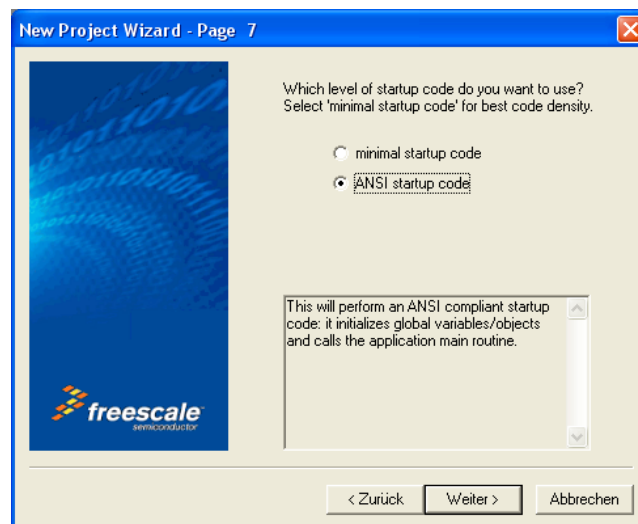 New Project Wizard - Page 7
Which level of startup code do you want to use?
Select 'minimal startup code' for best code density.
minimal startup code
ANSI startup code
This will perform an ANSI compliant startup
code: it initializes global variables/objects
and calls the application main routine.
freescale
semiconductor
< Zurück
Weiter >
Abbrechen